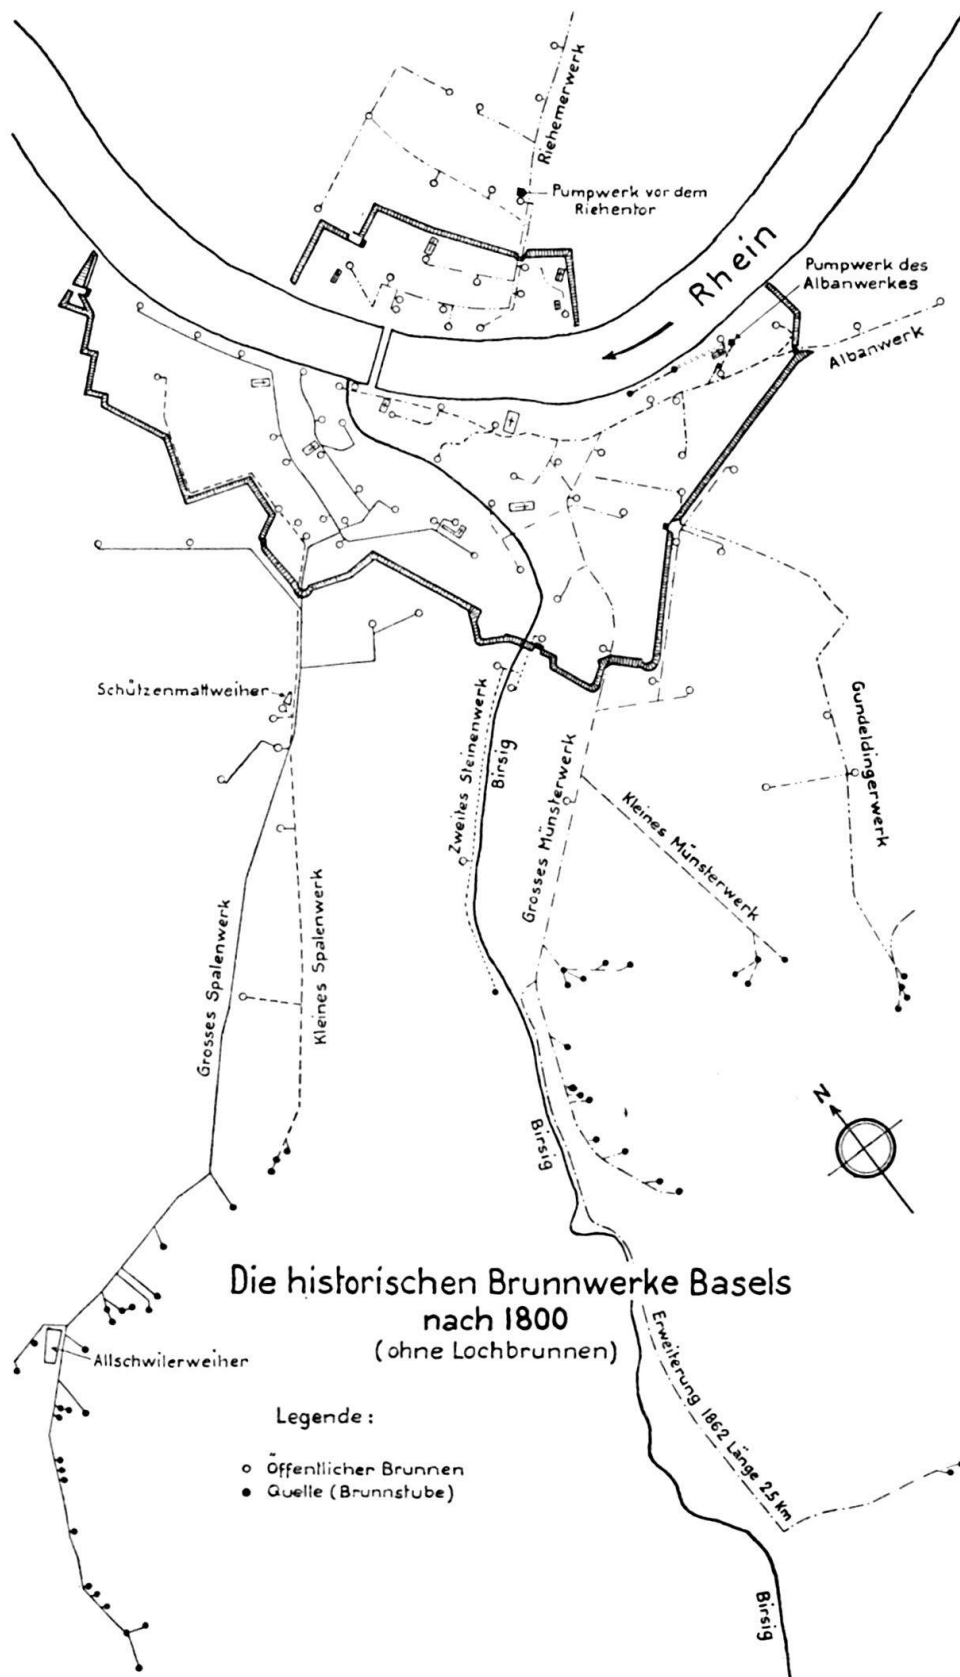 Riehemerwerk
Pumpwerk vor dem
Riehentor
Rhein
Pumpwerk des
Albanwerkes
Albanwerk
Schützenmattweiher
Zweites Steinenwerk
Birsig
Grosses Münsterwerk
Kleines Münsterwerk
Gundeldingerwerk
Grosses Spalenwerk
Kleines Spalenwerk
Birsig
N
Die historischen Brunnwerke Basels
nach 1800
(ohne Lochbrunnen)
Erweiterung 1862 Länge 2.5 Km
Allschwilerweiher
Legende:
Öffentlicher Brunnen
Quelle (Brunnstube)
Birsig